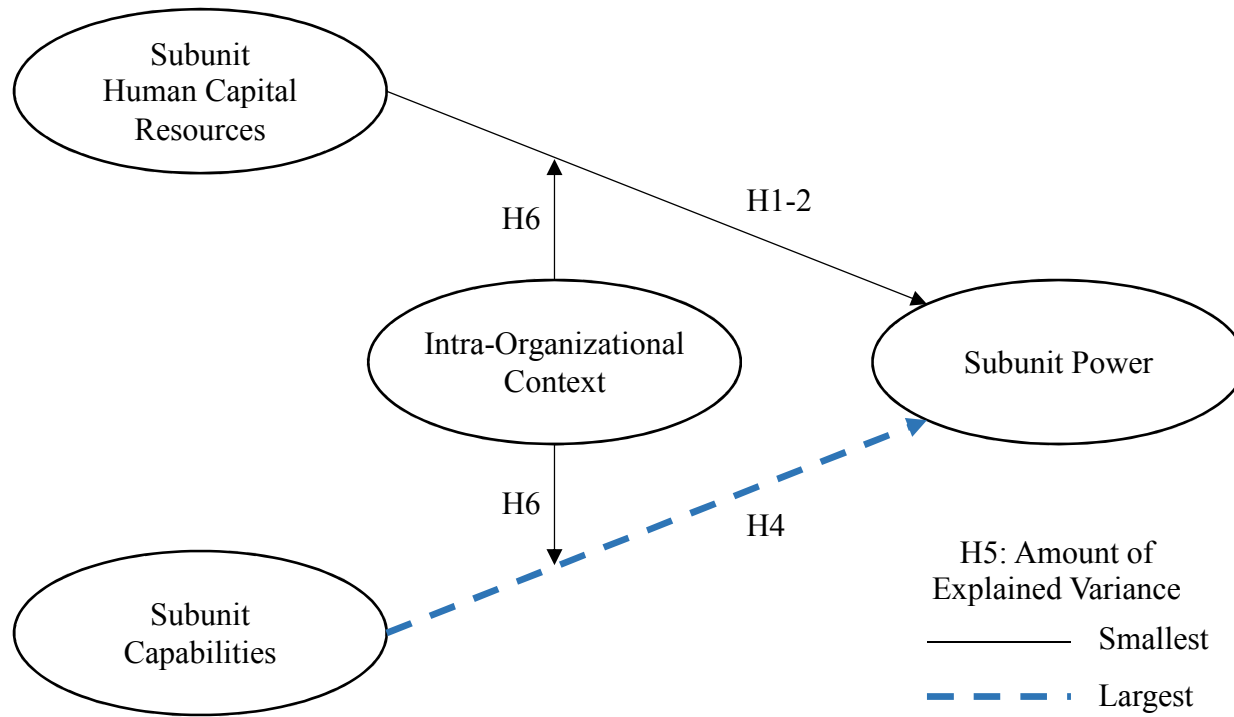 Subunit
Human Capital
Resources
H1-2
H6
Intra-Organizational
Context
Subunit Power
H6
H4
Subunit
Capabilities
H5: Amount of
Explained Variance
Smallest
Largest